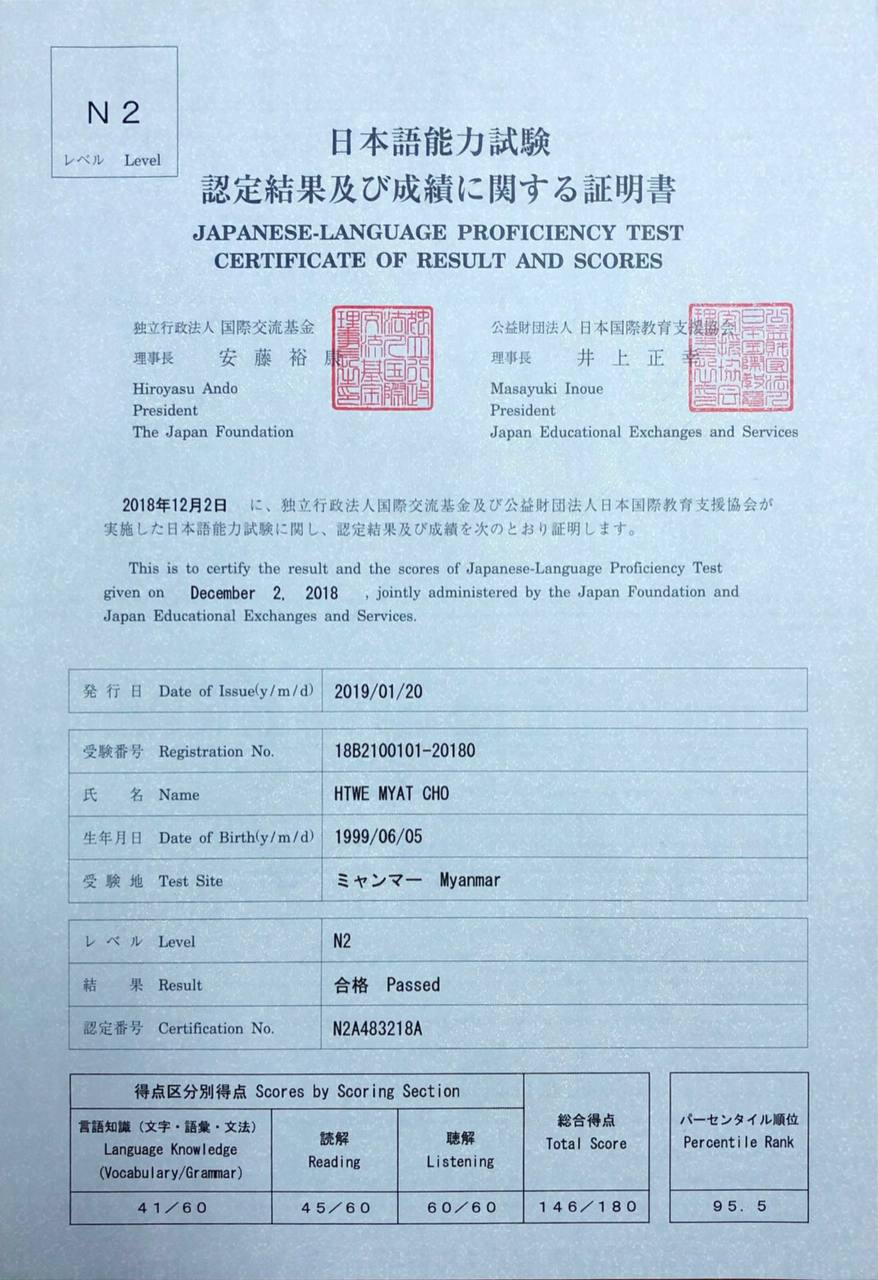 N2
レベル Level
日本語能力試験
認定結果及び成績に関する証明書
JAPANESE-LANGUAGE PROFICIENCY TEST
CERTIFICATE OF RESULT AND SCORES
独立行政法人 国際交流基金
理事長 安藤裕康
Hiroyasu Ando
President
The Japan Foundation
公益財団法人 日本国際教育支援協会
理事長 井上正幸
Masayuki Inoue
President
Japan Educational Exchanges and Services
2018年12月2日 に、独立行政法人国際交流基金及び公益財団法人日本国際教育支援協会が
実施した日本語能力試験に関し、認定結果及び成績を次のとおり証明します。
This is to certify the result and the scores of Japanese-Language Proficiency Test
given on December 2, 2018 , jointly administered by the Japan Foundation and
Japan Educational Exchanges and Services.
発行日 Date of Issue(y/m/d) 2019/01/20
受験番号 Registration No. 18B2100101-20180
氏名 Name HTWE MYAT CHO
生年月日 Date of Birth(y/m/d) 1999/06/05
受験地 Test Site ミャンマー Myanmar
レベル Level N2
結果 Result 合格 Passed
認定番号 Certification No. N2A483218A
得点区分別得点 Scores by Scoring Section
言語知識（文字・語彙・文法）
Language Knowledge
(Vocabulary/Grammar)
読解
Reading
聴解
Listening
総合得点
Total Score
パーセンタイル順位
Percentile Rank
41／60 45／60 60／60 146／180 95.5